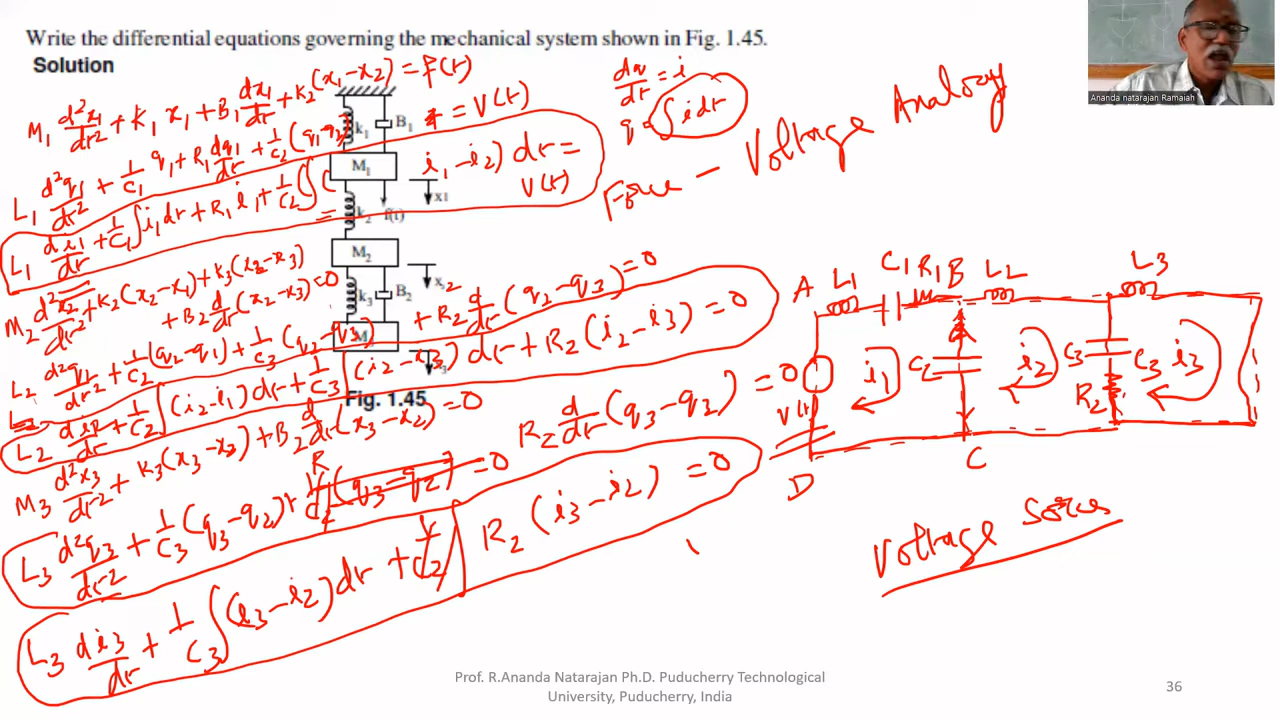 Write the differential equations governing the mechanical system shown in Fig. 1.45.
Solution
M₁ d²x₁/dt² + K₁ x₁ + B₁ dx₁/dt + K₂(x₁-x₂) = f(t)
L₁ d²q₁/dt² + 1/C₁ q₁ + R₁ dq₁/dt + 1/C₂(q₁-q₂) = V(t)
L₁ di₁/dt + 1/C₁ ∫i₁dt + R₁ i₁ + 1/C₂ ∫(i₁-i₂) dt = V(t)
M₂ d²x₂/dt² + K₂(x₂-x₁) + K₃(x₂-x₃)
+ B₂ d/dt (x₂-x₃) = 0
L₂ d²q₂/dt² + 1/C₂(q₂-q₁) + 1/C₃(q₂-q₃) + R₂ d/dt (q₂-q₃) = 0
L₂ di₂/dt + 1/C₂ ∫(i₂-i₁)dt + 1/C₃ ∫(i₂-i₃) dt + R₂(i₂-i₃) = 0
M₃ d²x₃/dt² + K₃(x₃-x₂) + B₂ d/dt (x₃-x₂) = 0
L₃ d²q₃/dt² + 1/C₃(q₃-q₂) + R₂ d/dt (q₃-q₂) = 0
L₃ di₃/dt + 1/C₃ ∫(i₃-i₂)dt + R₂(i₃-i₂) = 0
k₁ B₁
M₁
x1
k₂ f(t)
M₂
x₂
k₃ B₂
M
Fig. 1.45
dq/dt = i
q = ∫idt
Force - Voltage Analogy
A L₁ C₁ R₁ B L₂ L₃
V(t) i₁ C₂ i₂ C₃ C₃ i₃
R₂
D C
Voltage
Ananda natarajan Ramaiah
Prof. R.Ananda Natarajan Ph.D. Puducherry Technological
University, Puducherry, India
36